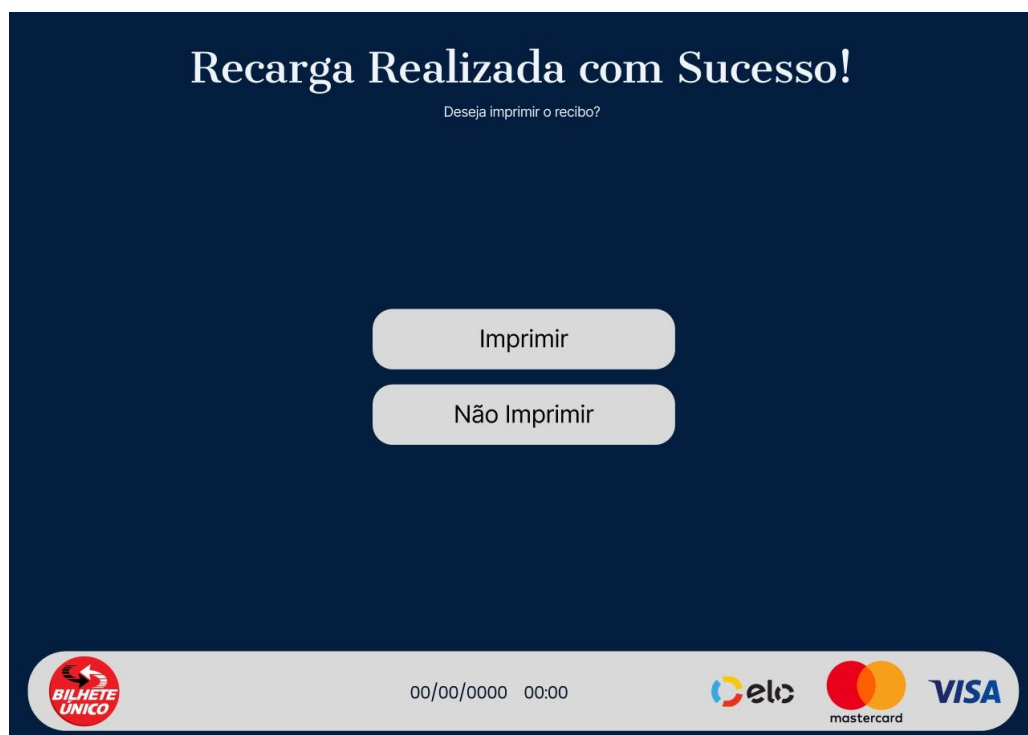 Recarga Realizada com Sucesso!
Deseja imprimir o recibo?
Imprimir
Não Imprimir
BILHETE
ÚNICO
00/00/0000 00:00
elo
mastercard
VISA